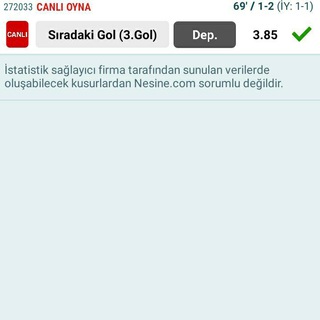 272033 CANLI OYNA 69' / 1-2 (İY: 1-1)
CANLI Sıradaki Gol (3.Gol) Dep. 3.85
İstatistik sağlayıcı firma tarafından sunulan verilerde
oluşabilecek kusurlardan Nesine.com sorumlu değildir.